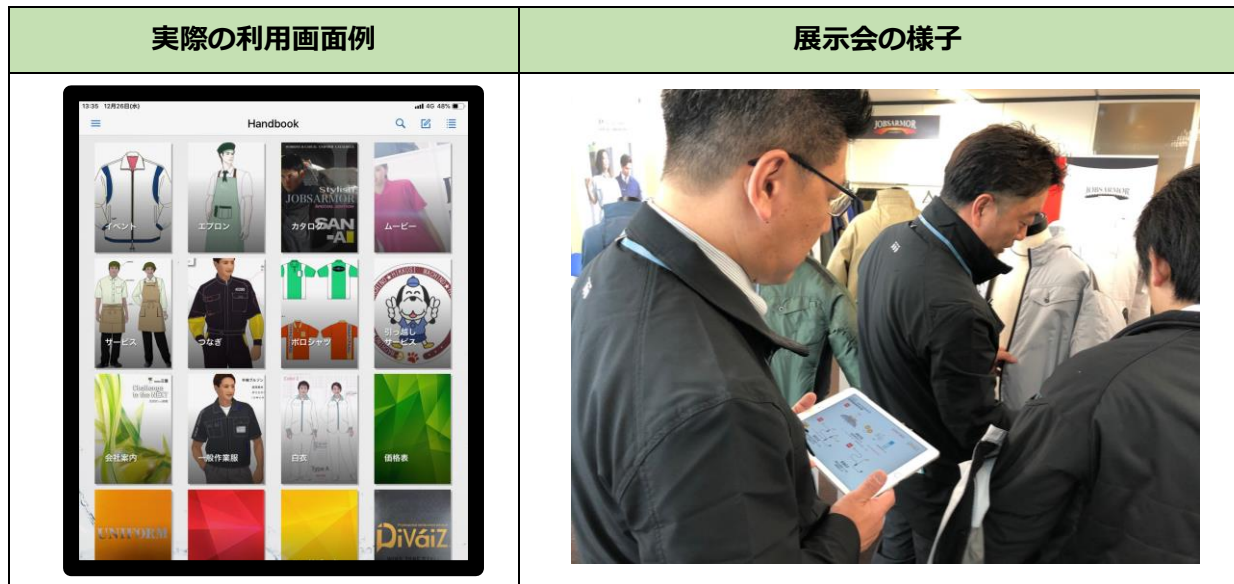 実際の利用画面例
展示会の様子
13:35 12月26日(水)
4G 48%
Handbook
イベント
エプロン
Stylish
JOBSARMOR
SPECIAL EDITION
SAN
-AI
カタログ
ムービー
サービス
つなぎ
ポロシャツ
引っ越し
サービス
Challenge
to the NEXT
会社案内
一般作業服
Type A
白衣
価格表
UNIWORM
DiVáiZ
JOBSARMOR
JOBSARMOR